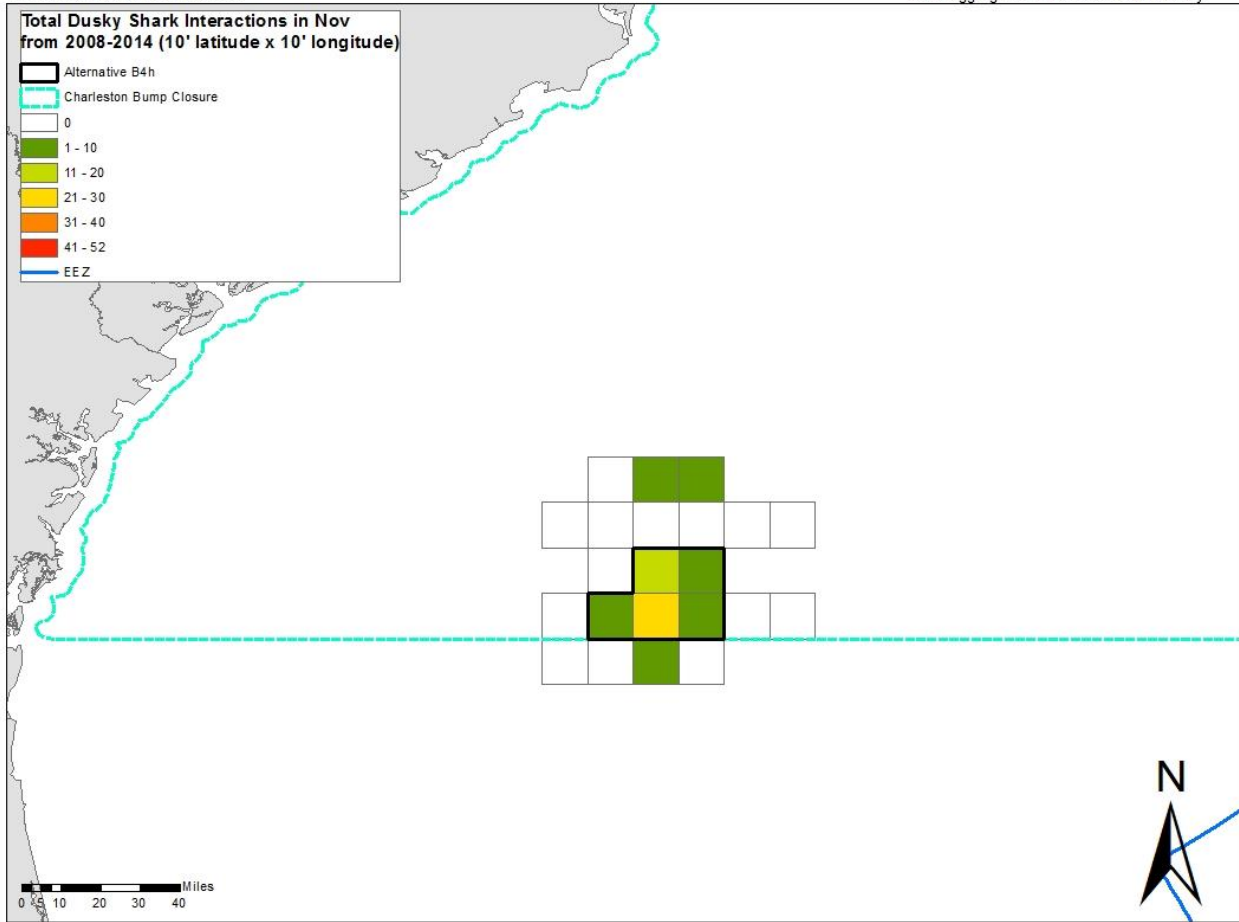 Total Dusky Shark Interactions in Nov
from 2008-2014 (10' latitude x 10' longitude)
Alternative B4h
Charleston Bump Closure
0
1 - 10
11 - 20
21 - 30
31 - 40
41 - 52
EEZ
N
Miles
0 5 10 20 30 40